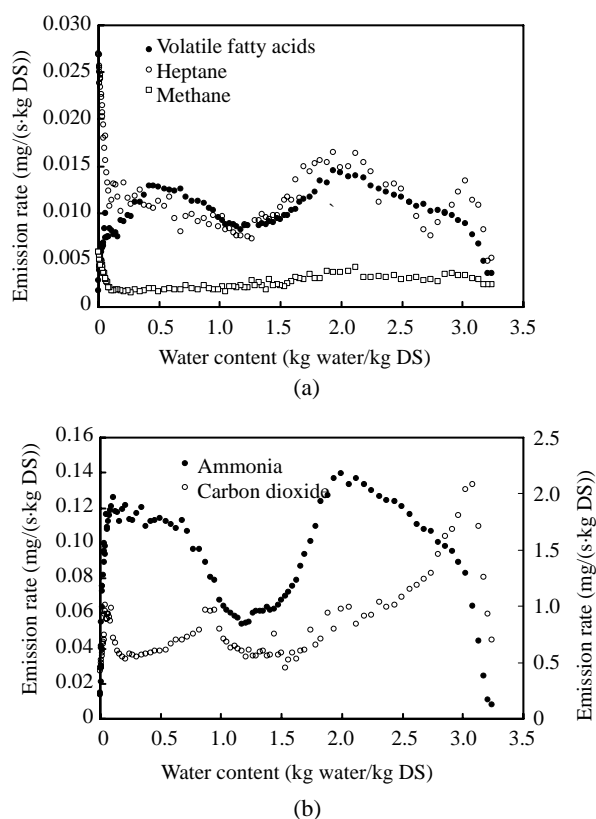 0.030
0.025
0.020
0.015
0.010
0.005
0
Emission rate (mg/(s·kg DS))
Volatile fatty acids
Heptane
Methane
0 0.5 1.0 1.5 2.0 2.5 3.0 3.5
Water content (kg water/kg DS)
(a)
0.16
0.14
0.12
0.10
0.08
0.06
0.04
0.02
0
Emission rate (mg/(s·kg DS))
Ammonia
Carbon dioxide
2.5
2.0
1.5
1.0
0.5
0
Emission rate (mg/(s·kg DS))
0 0.5 1.0 1.5 2.0 2.5 3.0 3.5
Water content (kg water/kg DS)
(b)